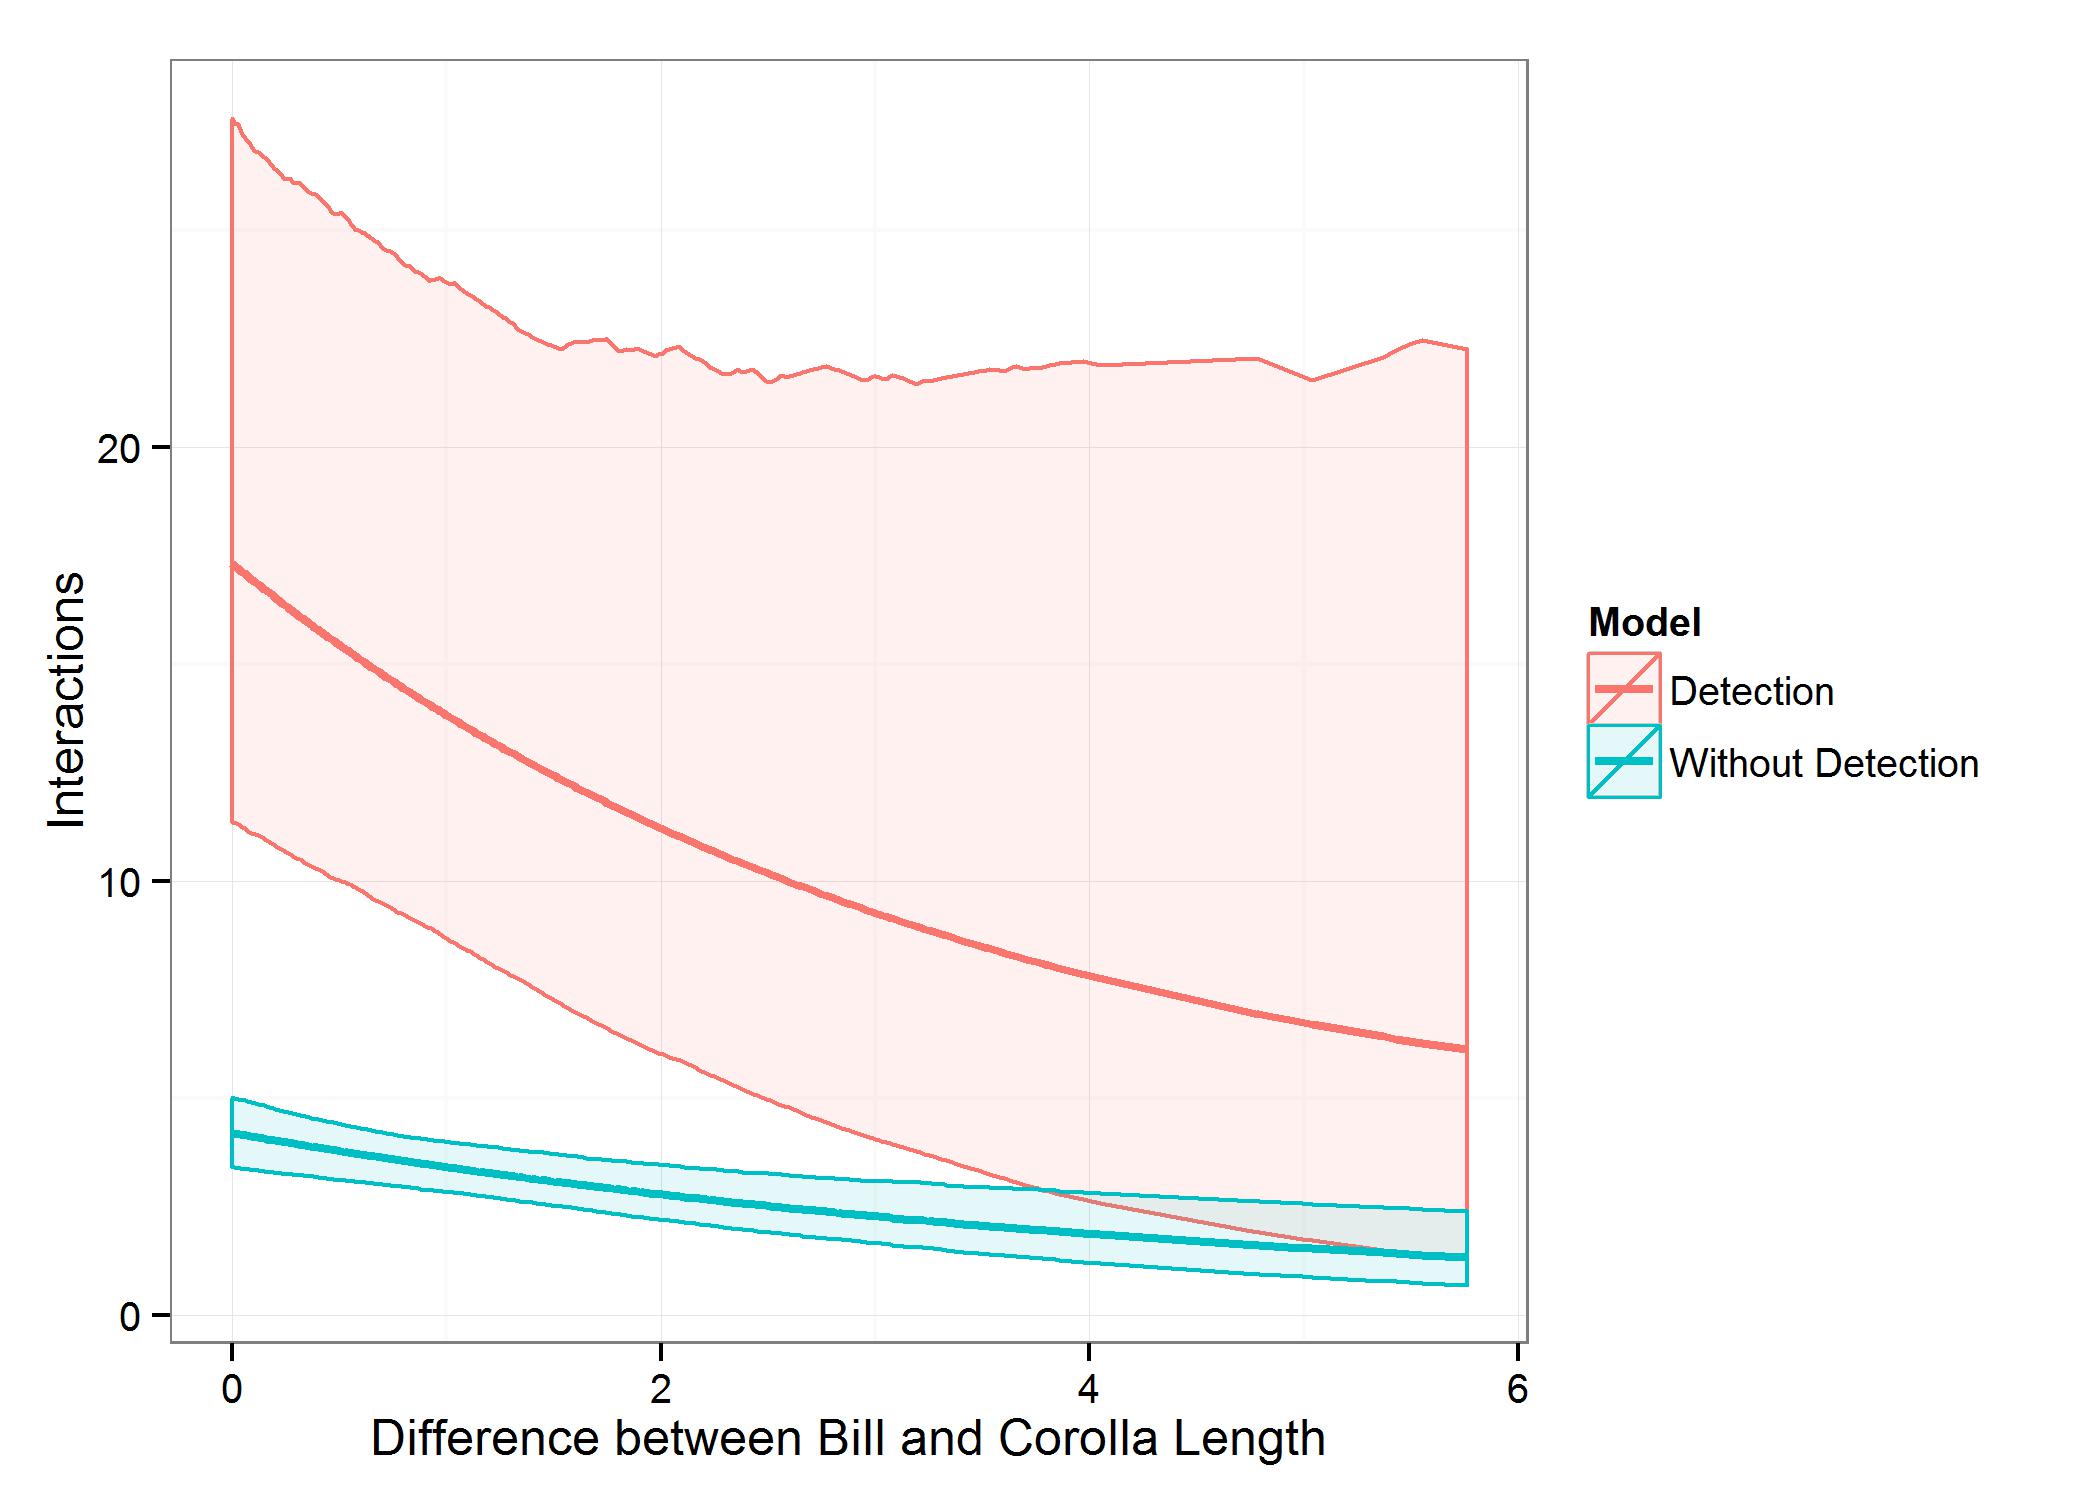 Interactions
20
10
0
0 2 4 6
Difference between Bill and Corolla Length
Model
Detection
Without Detection